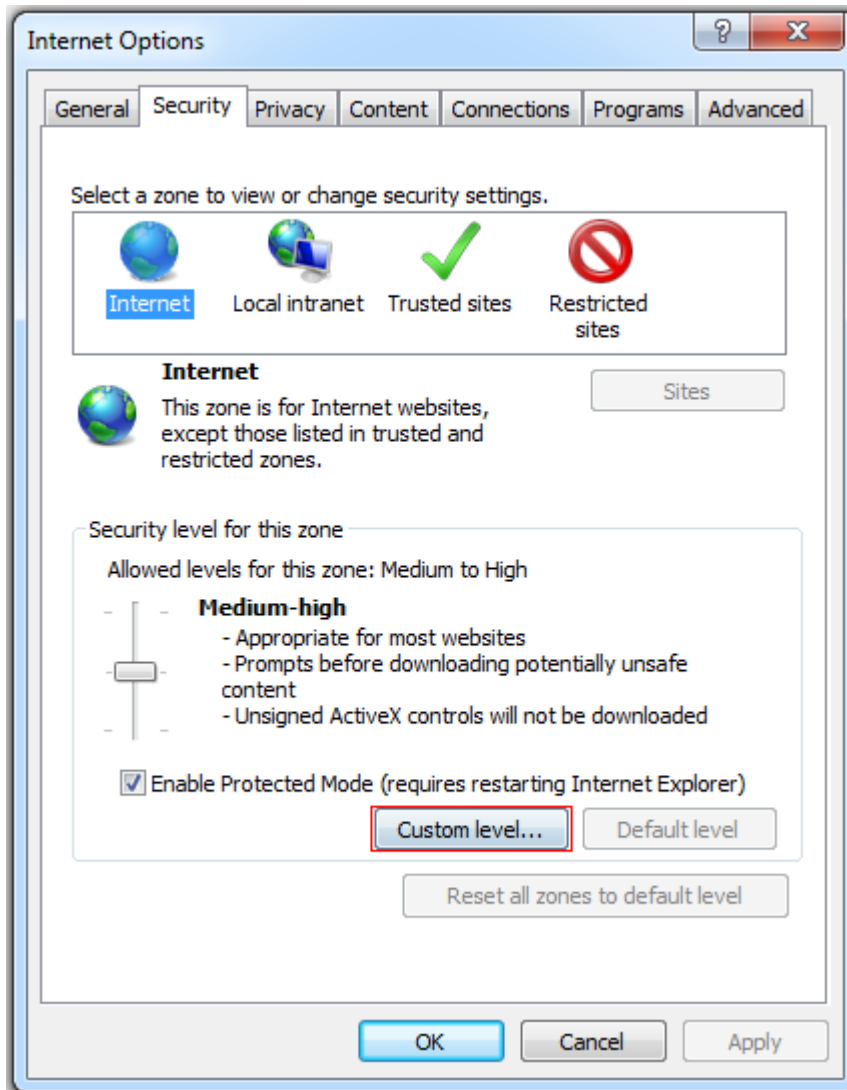 Internet Options
General Security Privacy Content Connections Programs Advanced
Select a zone to view or change security settings.
Internet Local intranet Trusted sites Restricted
sites
Internet
Sites
This zone is for Internet websites,
except those listed in trusted and
restricted zones.
Security level for this zone
Allowed levels for this zone: Medium to High
Medium-high
- Appropriate for most websites
- Prompts before downloading potentially unsafe
content
- Unsigned ActiveX controls will not be downloaded
Enable Protected Mode (requires restarting Internet Explorer)
Custom level... Default level
Reset all zones to default level
OK Cancel Apply